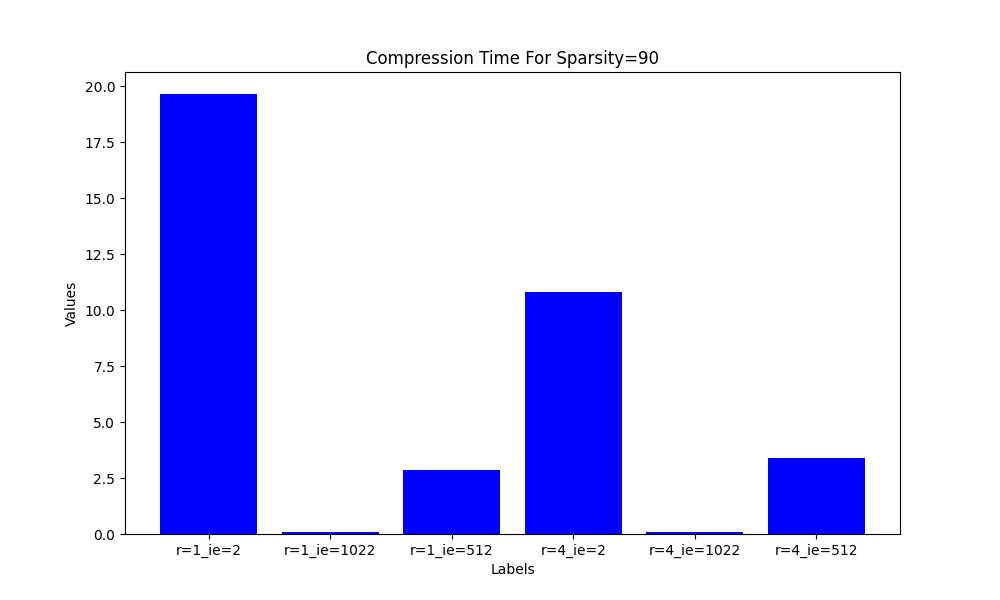 Compression Time For Sparsity=90
20.0
17.5
15.0
12.5
10.0
7.5
5.0
2.5
0.0
Values
r=1_ie=2 r=1_ie=1022 r=1_ie=512 r=4_ie=2 r=4_ie=1022 r=4_ie=512
Labels